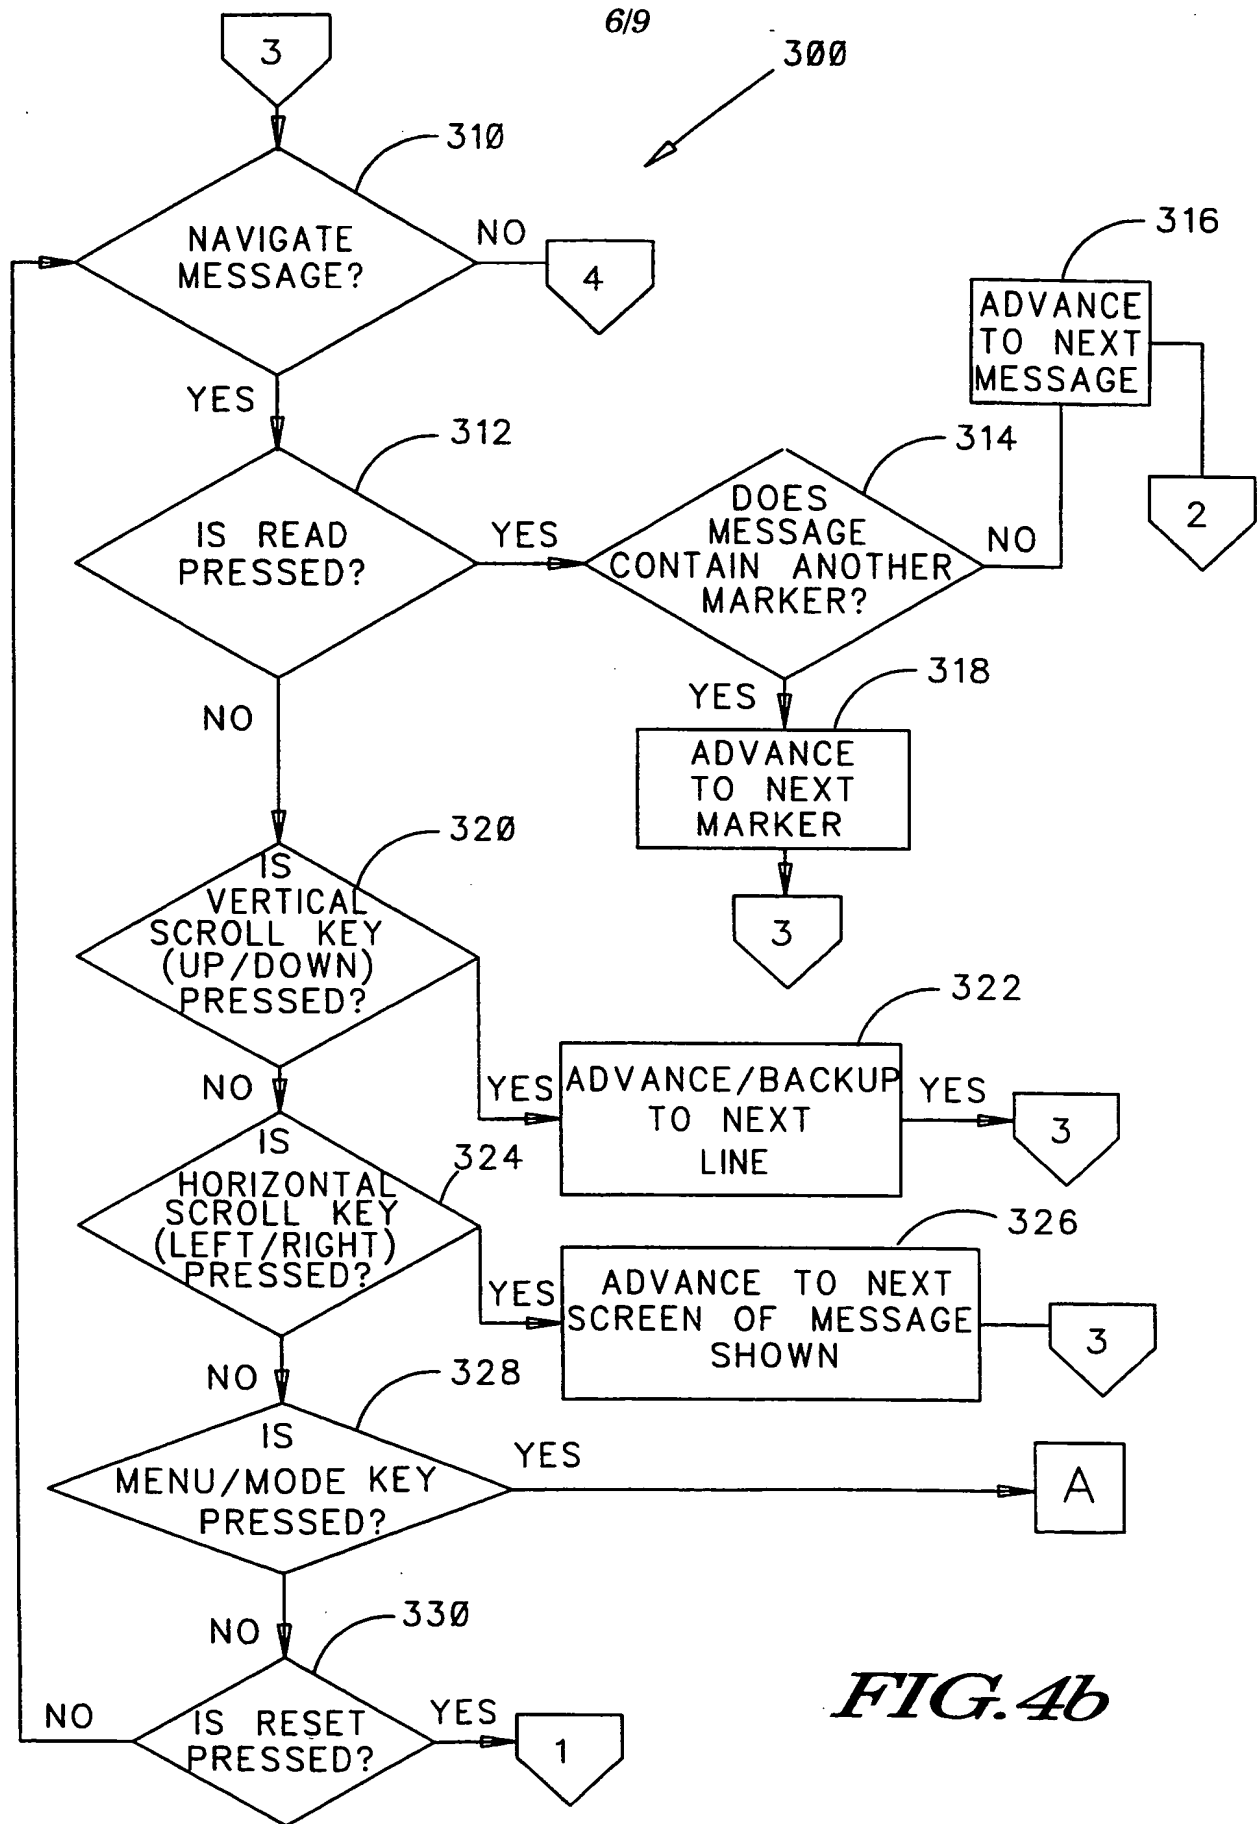 6/9
3
300
310
NAVIGATE
MESSAGE?
NO
4
YES
316
ADVANCE
TO NEXT
MESSAGE
2
312
IS READ
PRESSED?
YES
314
DOES
MESSAGE
CONTAIN ANOTHER
MARKER?
NO
YES
318
ADVANCE
TO NEXT
MARKER
3
NO
320
IS
VERTICAL
SCROLL KEY
(UP/DOWN)
PRESSED?
YES
322
ADVANCE/BACKUP
TO NEXT
LINE
YES
3
NO
324
IS
HORIZONTAL
SCROLL KEY
(LEFT/RIGHT)
PRESSED?
YES
326
ADVANCE TO NEXT
SCREEN OF MESSAGE
SHOWN
3
NO
328
IS
MENU/MODE KEY
PRESSED?
YES
A
NO
330
IS RESET
PRESSED?
NO
YES
1
FIG.4b